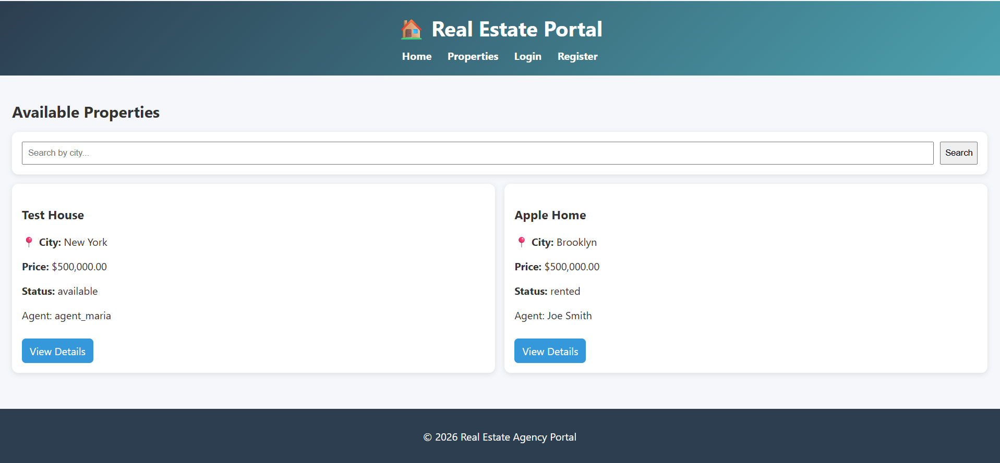 Real Estate Portal
Home Properties Login Register
Available Properties
Search by city... Search
Test House
City: New York
Price: $500,000.00
Status: available
Agent: agent_maria
View Details
Apple Home
City: Brooklyn
Price: $500,000.00
Status: rented
Agent: Joe Smith
View Details
© 2026 Real Estate Agency Portal